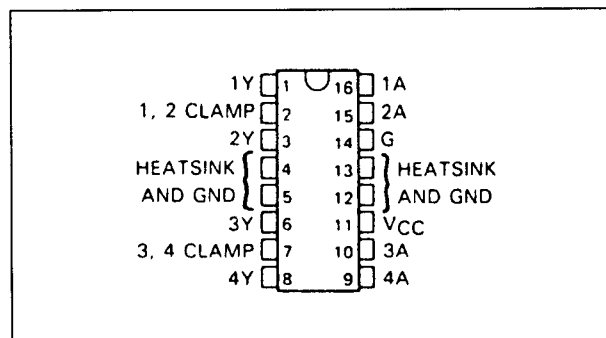 1Y 1 16 1A
1, 2 CLAMP 2 15 2A
2Y 3 14 G
HEATSINK 4 13 HEATSINK
AND GND 5 12 AND GND
3Y 6 11 VCC
3, 4 CLAMP 7 10 3A
4Y 8 9 4A